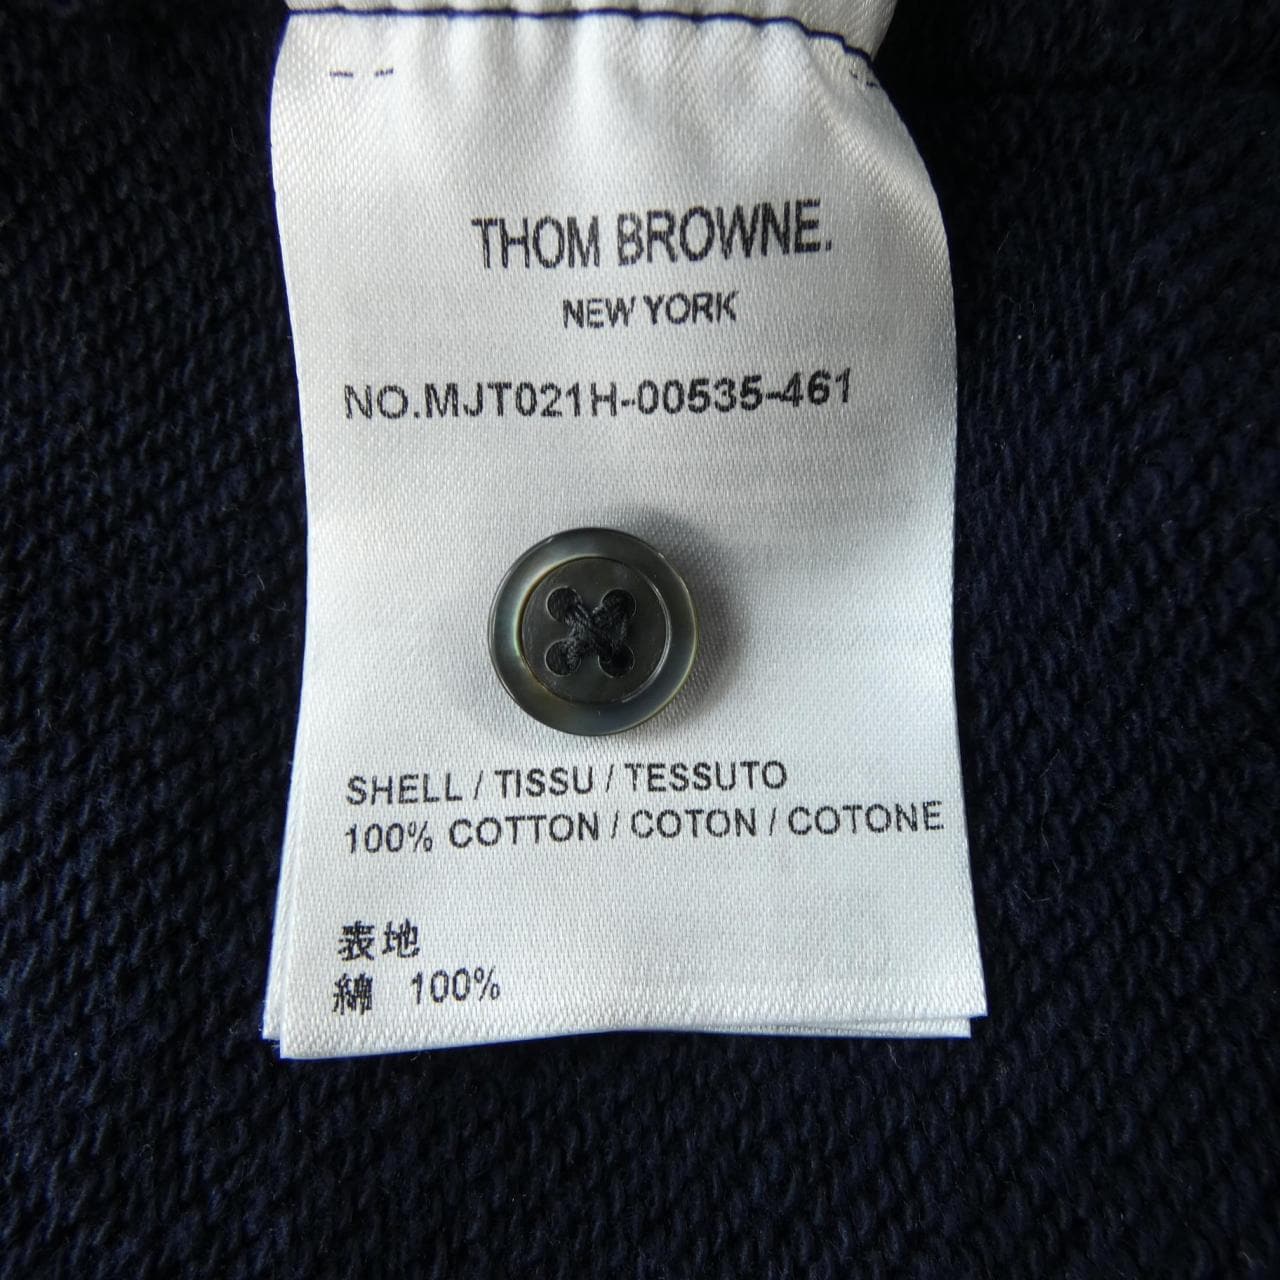 THOM BROWNE.
NEW YORK
NO.MJT021H-00535-461
SHELL / TISSU / TESSUTO
100% COTTON / COTON / COTONE
表地
綿 100%